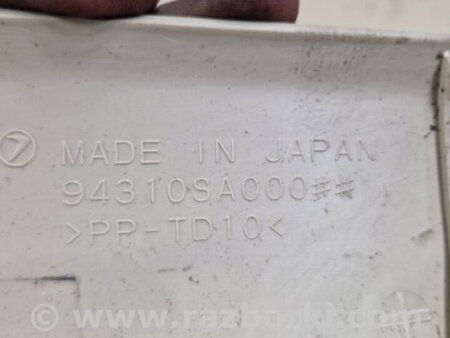 MADE IN JAPAN
94310SA000##
>PP-TD10<
www.razborki.com